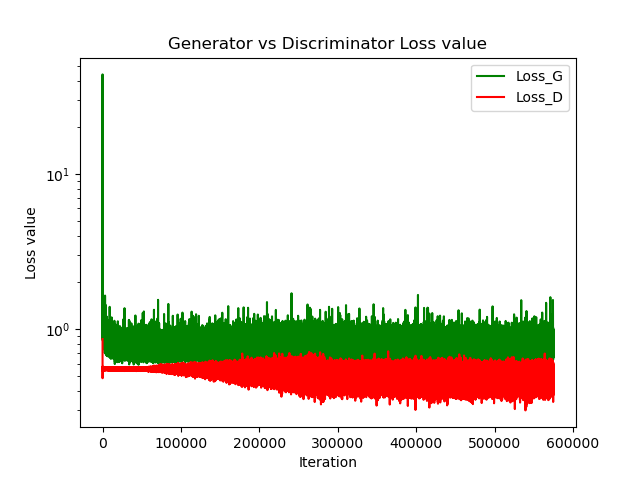 Generator vs Discriminator Loss value
Loss_G
Loss_D
10¹
10⁰
Loss value
0
100000
200000
300000
400000
500000
600000
Iteration